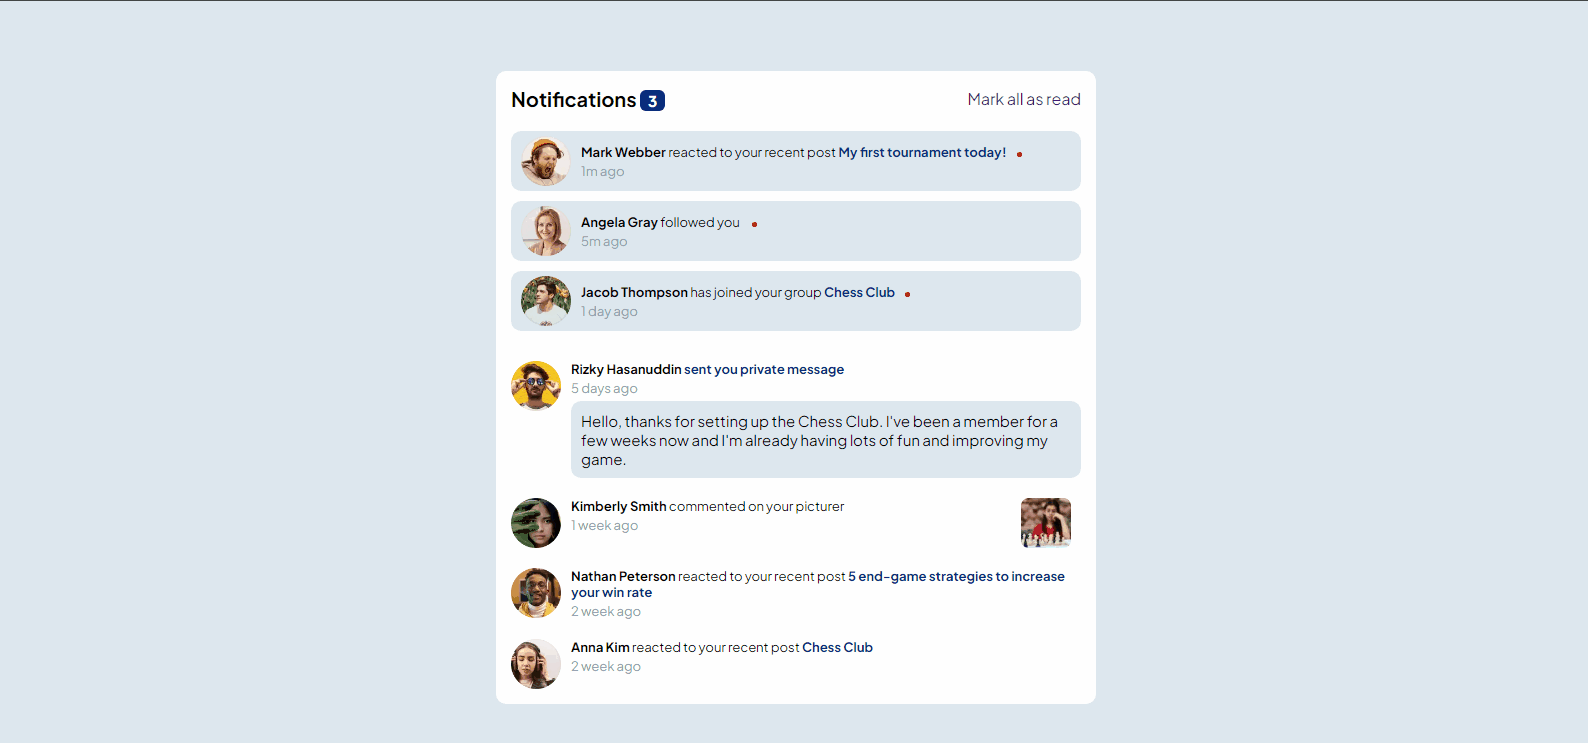 Notifications 3
Mark all as read
Mark Webber reacted to your recent post My first tournament today!
1m ago
Angela Gray followed you
5m ago
Jacob Thompson has joined your group Chess Club
1 day ago
Rizky Hasanuddin sent you private message
5 days ago
Hello, thanks for setting up the Chess Club. I've been a member for a
few weeks now and I'm already having lots of fun and improving my
game.
Kimberly Smith commented on your picturer
1 week ago
Nathan Peterson reacted to your recent post 5 end-game strategies to increase
your win rate
2 week ago
Anna Kim reacted to your recent post Chess Club
2 week ago